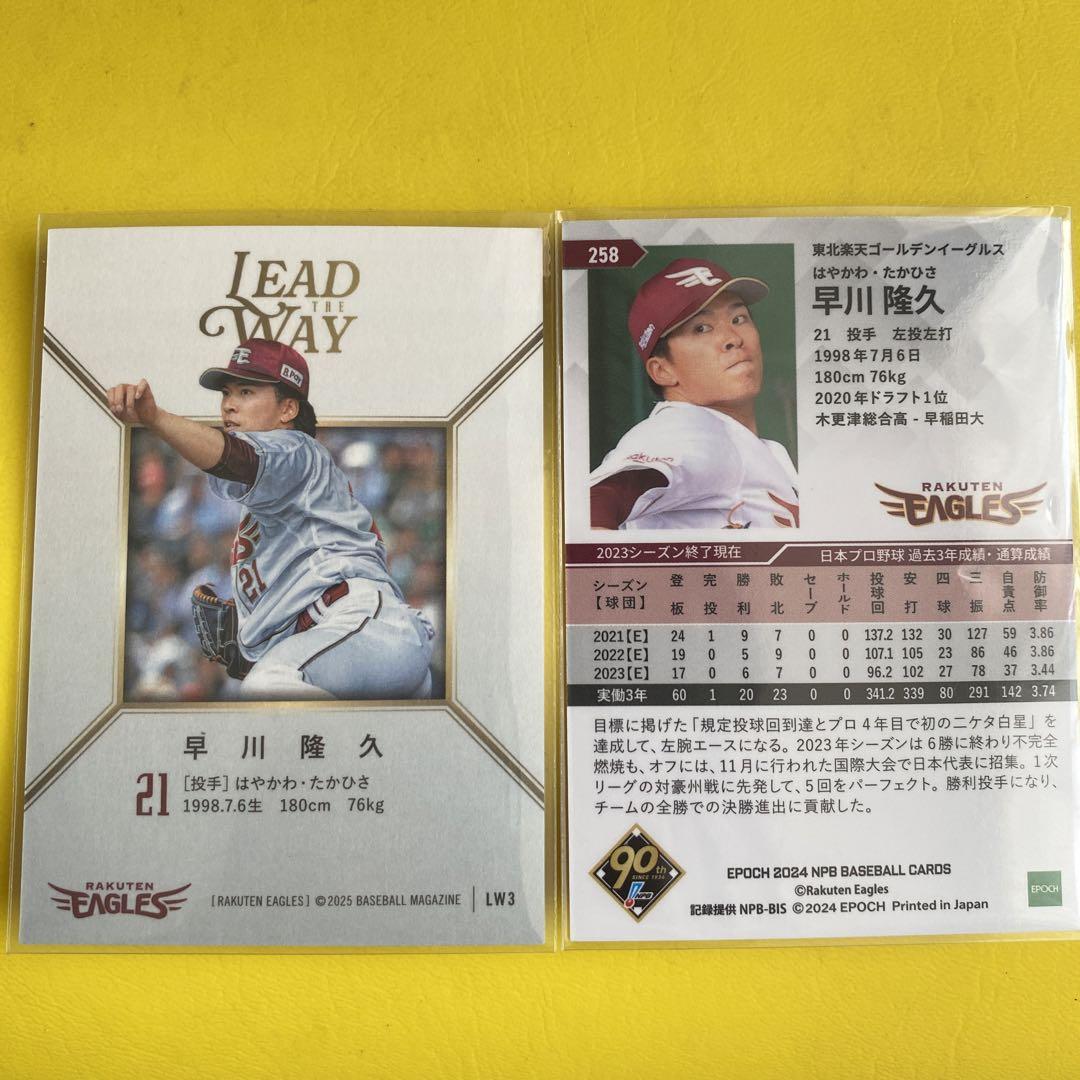 LEAD
THE
WAY
21
早川 隆久
21
[投手] はやかわ・たかひさ
1998.7.6生 180cm 76kg
RAKUTEN
EAGLES
[RAKUTEN EAGLES] ©2025 BASEBALL MAGAZINE LW3
258
東北楽天ゴールデンイーグルス
はやかわ・たかひさ
早川 隆久
21 投手 左投左打
1998年7月6日
180cm 76kg
2020年ドラフト1位
木更津総合高 - 早稲田大
RAKUTEN
EAGLES
2023シーズン終了現在 日本プロ野球 過去3年成績・通算成績
シーズン【球団】 登板 完投 勝利 敗北 セーブ ホールド 投球回 安打 四球 三振 自責点 防御率
2021【E】 24 1 9 7 0 0 137.2 132 30 127 59 3.86
2022【E】 19 0 5 9 0 0 107.1 105 23 86 46 3.86
2023【E】 17 0 6 7 0 0 96.2 102 27 78 37 3.44
実働3年 60 1 20 23 0 0 341.2 339 80 291 142 3.74
目標に掲げた「規定投球回到達とプロ4年目で初の二ケタ白星」を
達成して、左腕エースになる。2023年シーズンは6勝に終わり不完全
燃焼も、オフには、11月に行われた国際大会で日本代表に招集。1次
リーグの対豪州戦に先発して、5回をパーフェクト。勝利投手になり、
チームの全勝での決勝進出に貢献した。
90th
SINCE 1934
NPB
EPOCH 2024 NPB BASEBALL CARDS
©Rakuten Eagles
記録提供 NPB-BIS ©2024 EPOCH Printed in Japan
EPOCH